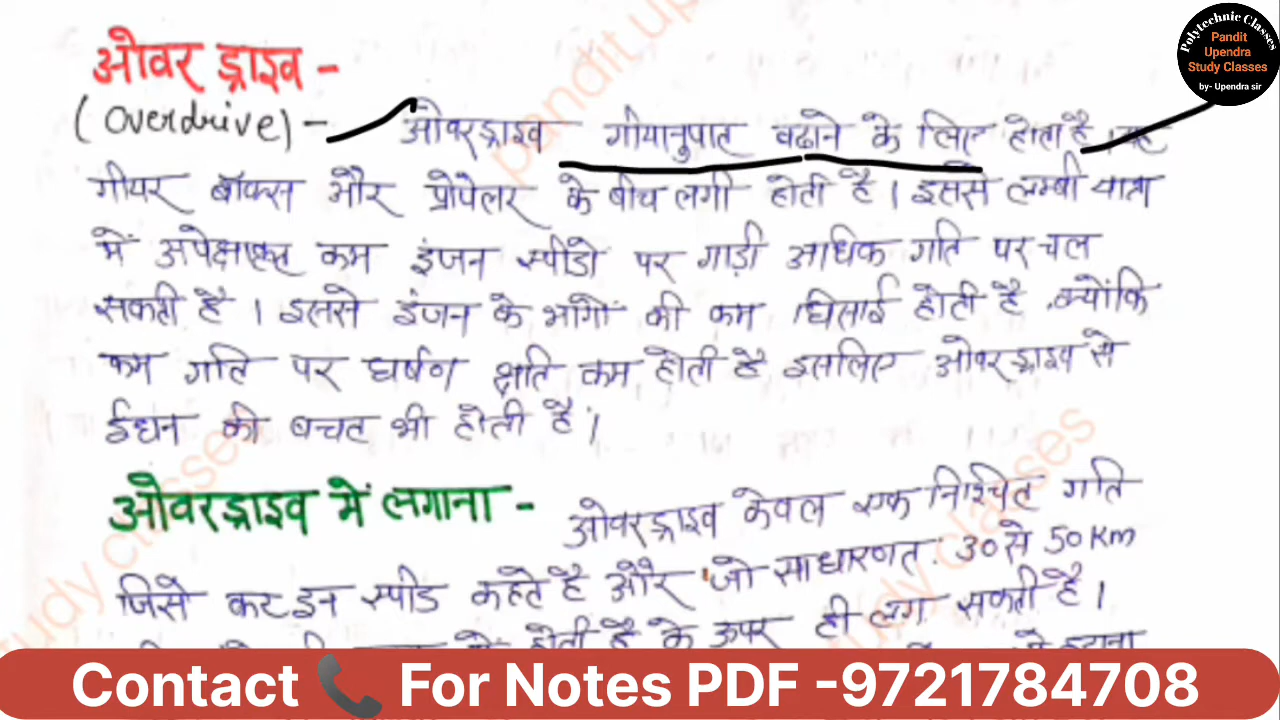 ओवर ड्राइव -
(Overdrive) - ओवरड्राइव गीयानुपात बढाने के लिए होता है । यह
गीयर बॉक्स और प्रोपेलर के बीच लगी होती है । इससे लम्बी यात्रा
में अपेक्षाकृत कम इंजन स्पीडो पर गाड़ी अधिक गति पर चल
सकती है । इससे इंजन के भागों की कम घिसाई होती है क्योंकि
कम गति पर घर्षण क्षति कम होती है इसलिए ओवरड्राइव से
ईधन की बचत भी होती है ।
ओवरड्राइव में लगाना - ओवरड्राइव केवल एक निश्चित गति
जिसे कट इन स्पीड कहते है और जो साधारणत: 30 से 50 Km
होती है के ऊपर ही लग सकती है ।
Polytechnic Classes
Pandit
Upendra
Study Classes
by- Upendra sir
Contact For Notes PDF -9721784708